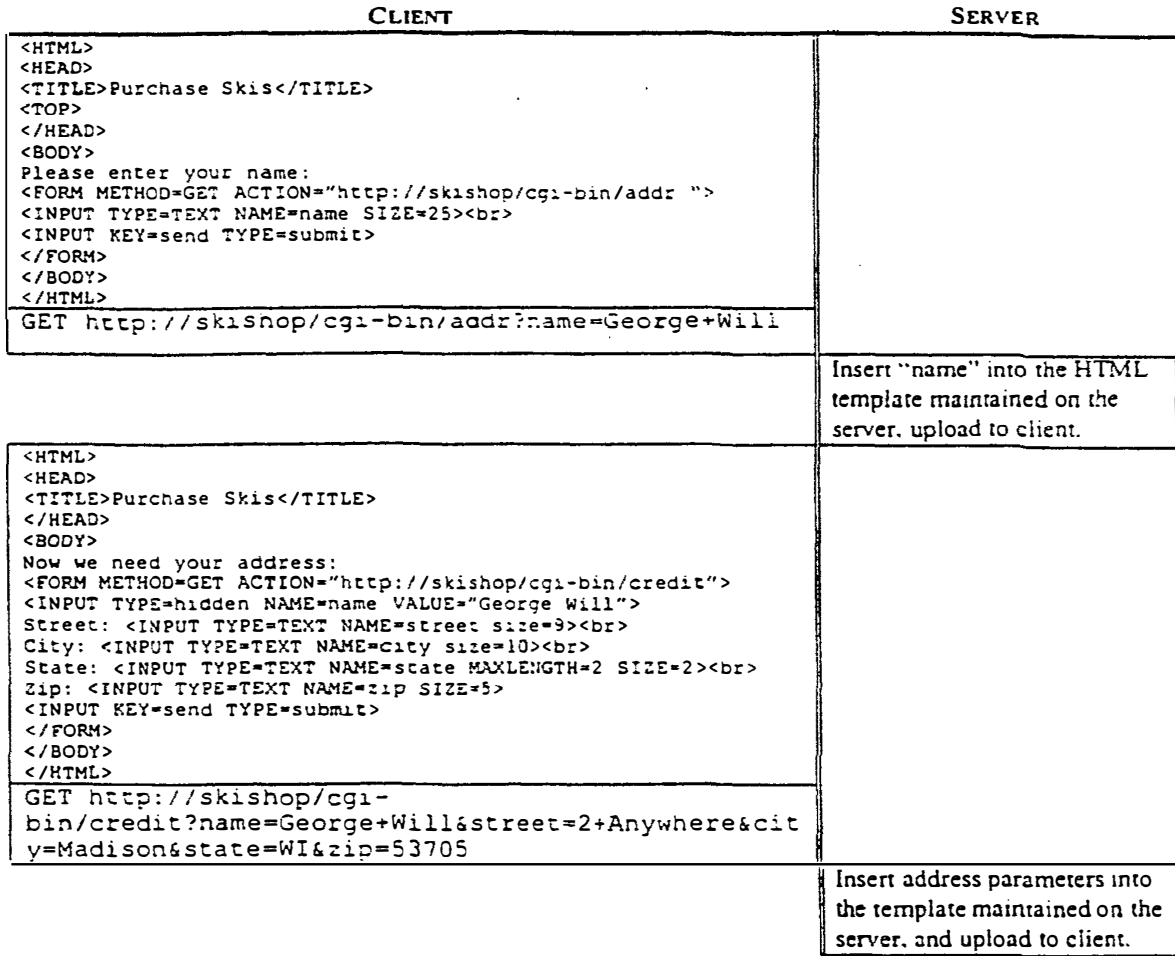 CLIENT SERVER
<HTML>
<HEAD>
<TITLE>Purchase Skis</TITLE>
<TOP>
</HEAD>
<BODY>
Please enter your name:
<FORM METHOD=GET ACTION="http://skishop/cgi-bin/addr ">
<INPUT TYPE=TEXT NAME=name SIZE=25><br>
<INPUT KEY=send TYPE=submit>
</FORM>
</BODY>
</HTML>
GET http://skishop/cgi-bin/addr?name=George+Will
Insert "name" into the HTML
template maintained on the
server, upload to client.
<HTML>
<HEAD>
<TITLE>Purchase Skis</TITLE>
</HEAD>
<BODY>
Now we need your address:
<FORM METHOD=GET ACTION="http://skishop/cgi-bin/credit">
<INPUT TYPE=hidden NAME=name VALUE="George Will">
Street: <INPUT TYPE=TEXT NAME=street size=9><br>
City: <INPUT TYPE=TEXT NAME=city size=10><br>
State: <INPUT TYPE=TEXT NAME=state MAXLENGTH=2 SIZE=2><br>
Zip: <INPUT TYPE=TEXT NAME=zip SIZE=5>
<INPUT KEY=send TYPE=submit>
</FORM>
</BODY>
</HTML>
GET http://skishop/cgi-
bin/credit?name=George+Will&street=2+Anywhere&cit
y=Madison&state=WI&zip=53705
Insert address parameters into
the template maintained on the
server, and upload to client.